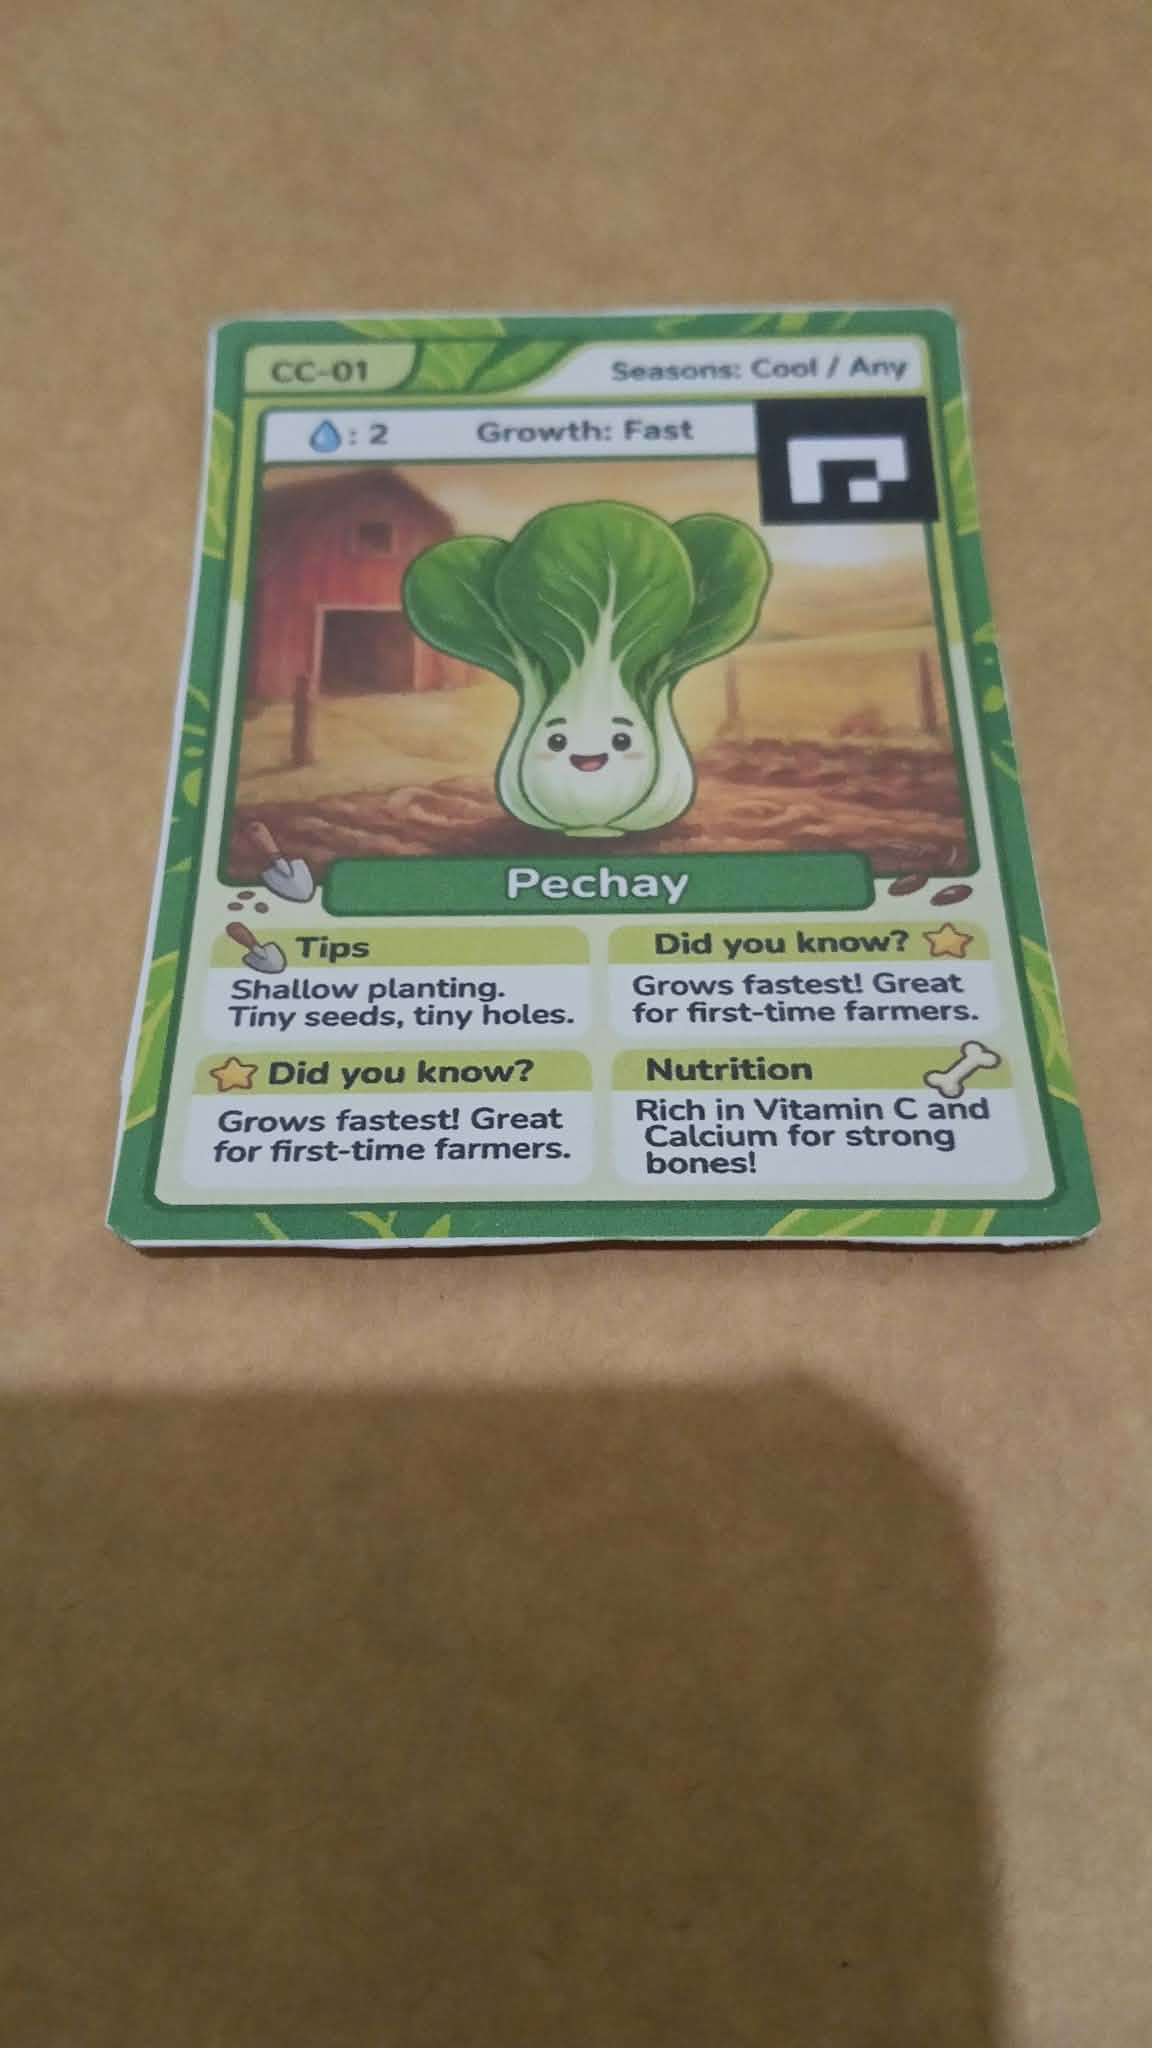 CC-01
Seasons: Cool / Any
: 2
Growth: Fast
Pechay
Tips
Shallow planting.
Tiny seeds, tiny holes.
Did you know?
Grows fastest! Great
for first-time farmers.
Did you know?
Grows fastest! Great
for first-time farmers.
Nutrition
Rich in Vitamin C and
Calcium for strong
bones!